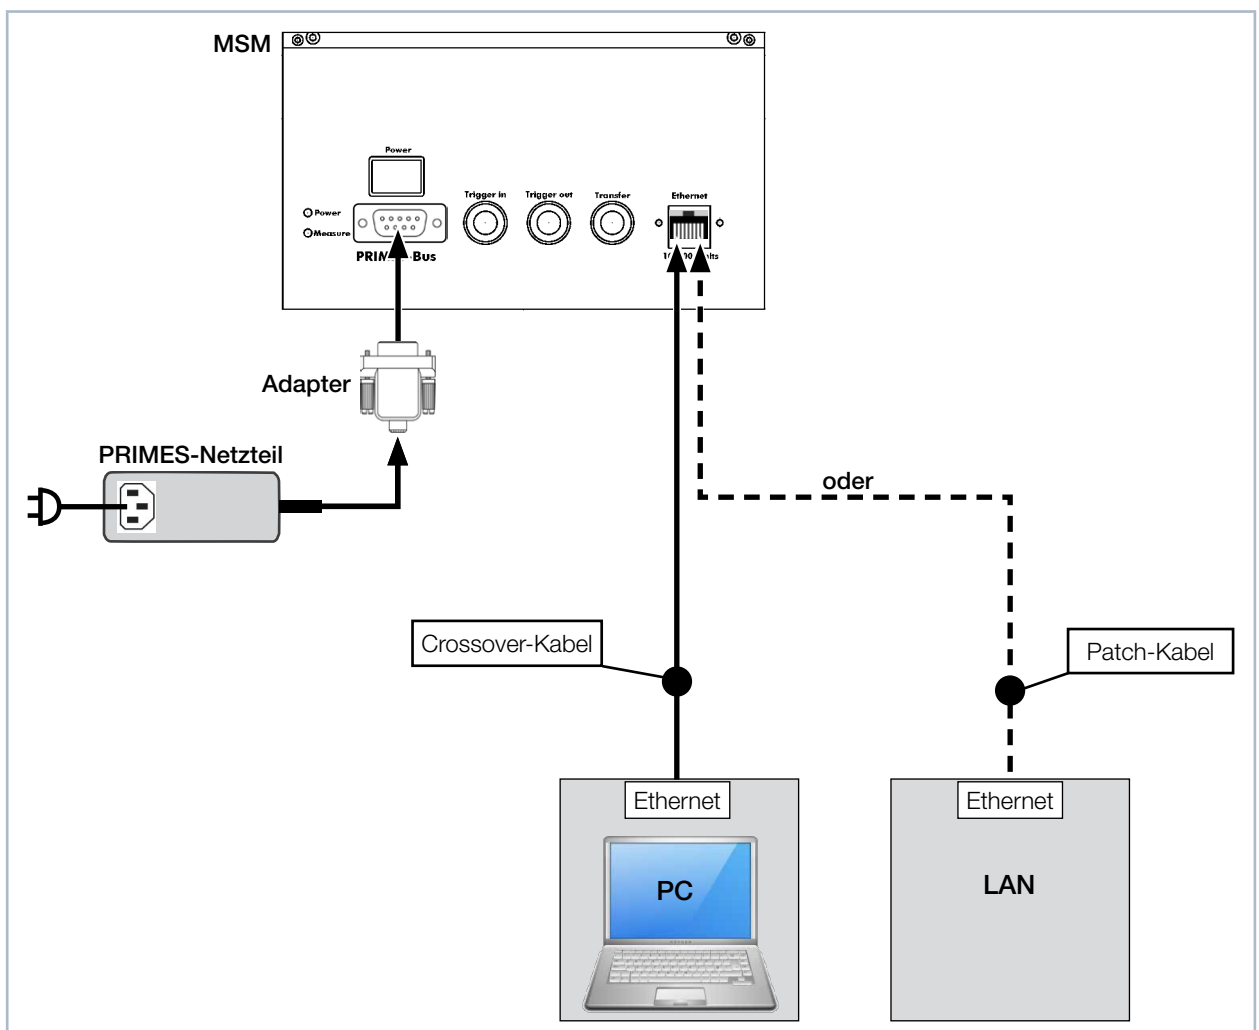 MSM
Power
Trigger in
Trigger out
Transfer
Ethernet
Power
Measure
Bus
Adapter
PRIMES-Netzteil
oder
Crossover-Kabel
Patch-Kabel
Ethernet
Ethernet
PC
LAN